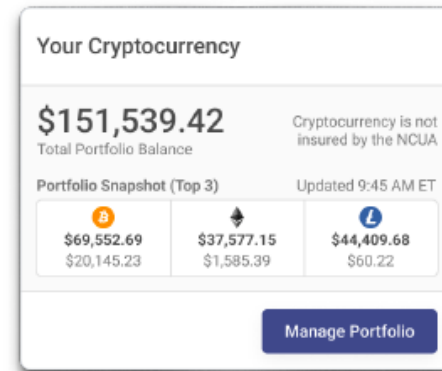 Your Cryptocurrency
$151,539.42
Total Portfolio Balance
Cryptocurrency is not
insured by the NCUA
Portfolio Snapshot (Top 3)
Updated 9:45 AM ET
$69,552.69
$20,145.23
$37,577.15
$1,585.39
$44,409.68
$60.22
Manage Portfolio